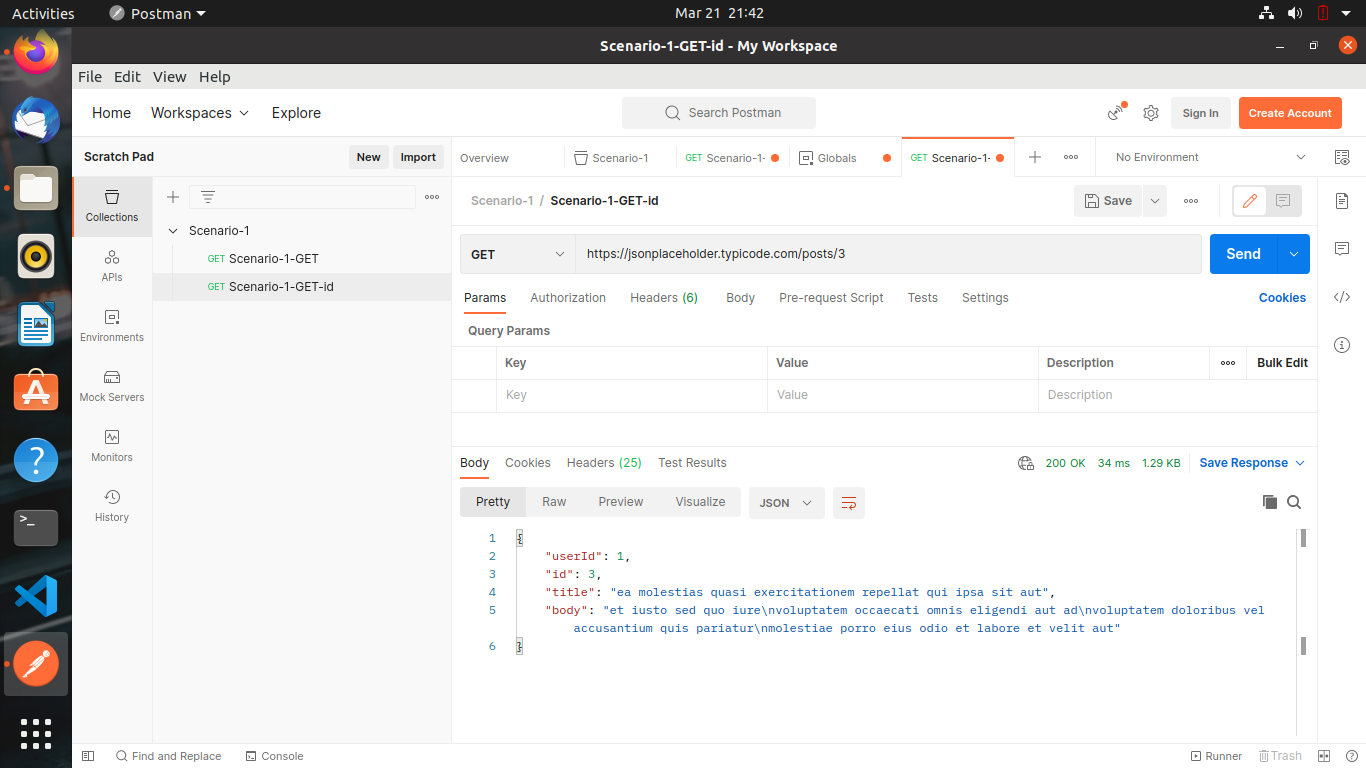 Activities Postman Mar 21 21:42
Scenario-1-GET-id - My Workspace
File Edit View Help
Home Workspaces Explore Search Postman Sign In Create Account
Scratch Pad New Import Overview Scenario-1 GET Scenario-1- Globals GET Scenario-1- No Environment
Collections
APIs
Environments
Mock Servers
Monitors
History
Scenario-1
GET Scenario-1-GET
GET Scenario-1-GET-id
Scenario-1 / Scenario-1-GET-id Save
GET https://jsonplaceholder.typicode.com/posts/3 Send
Params Authorization Headers (6) Body Pre-request Script Tests Settings Cookies
Query Params
Key Value Description Bulk Edit
Key Value Description
Body Cookies Headers (25) Test Results 200 OK 34 ms 1.29 KB Save Response
Pretty Raw Preview Visualize JSON
1 {
2 "userId": 1,
3 "id": 3,
4 "title": "ea molestias quasi exercitationem repellat qui ipsa sit aut",
5 "body": "et iusto sed quo iure\nvoluptatem occaecati omnis eligendi aut ad\nvoluptatem doloribus vel
accusantium quis pariatur\nmolestiae porro eius odio et labore et velit aut"
6 }
Find and Replace Console Runner Trash